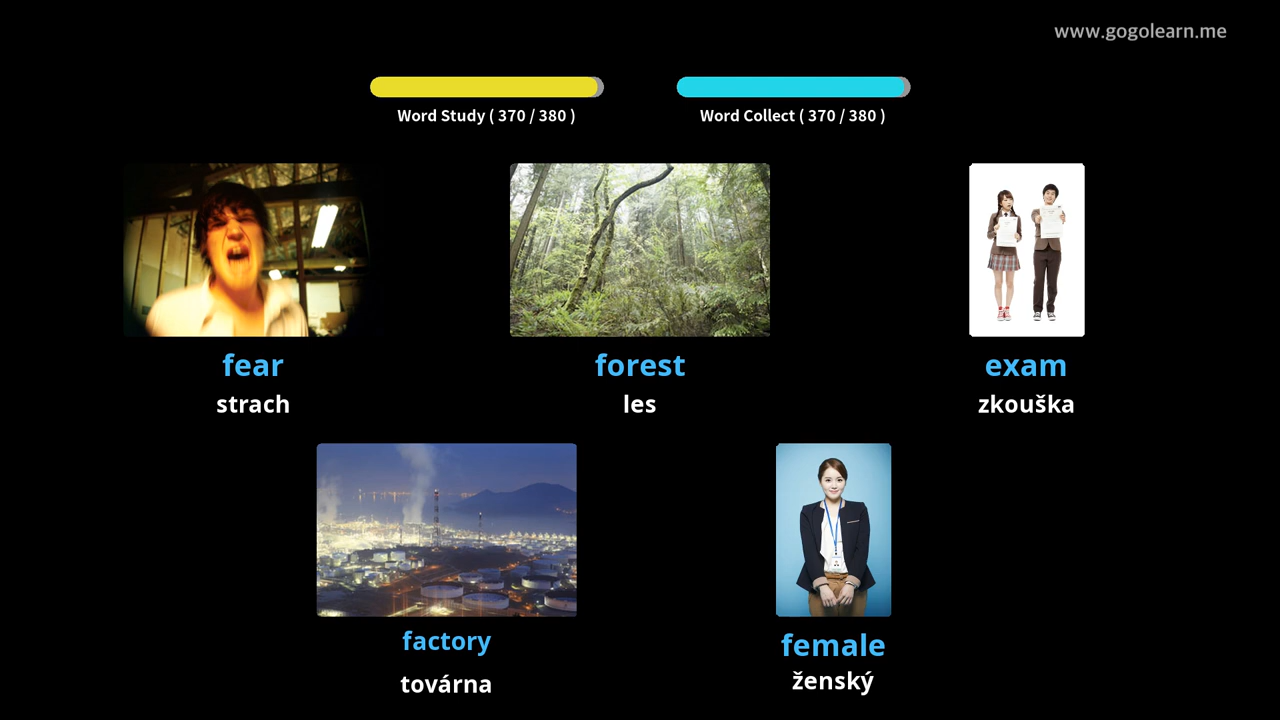 www.gogolearn.me
Word Study ( 370 / 380 )
Word Collect ( 370 / 380 )
fear
strach
forest
les
exam
zkouška
factory
továrna
female
ženský